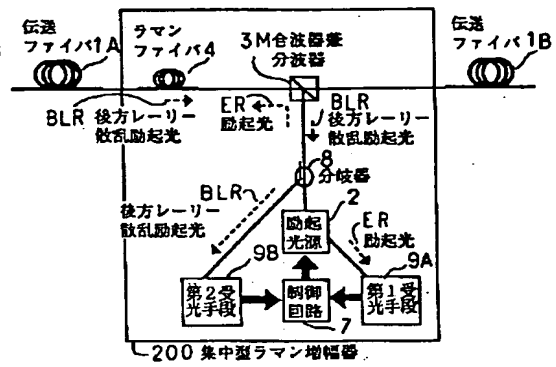 伝送
ファイバ1A
ラマン
ファイバ4
3M合波器兼
分波器
伝送
ファイバ1B
BLR 後方レーリー
散乱励起光
ER
励起光
BLR
後方レーリー
散乱励起光
8
分岐器
BLR
後方レーリー
散乱励起光
2
励起
光源
ER
励起光
9B
9A
第2受
光手段
制御
回路
第1受
光手段
7
200 集中型ラマン増幅器